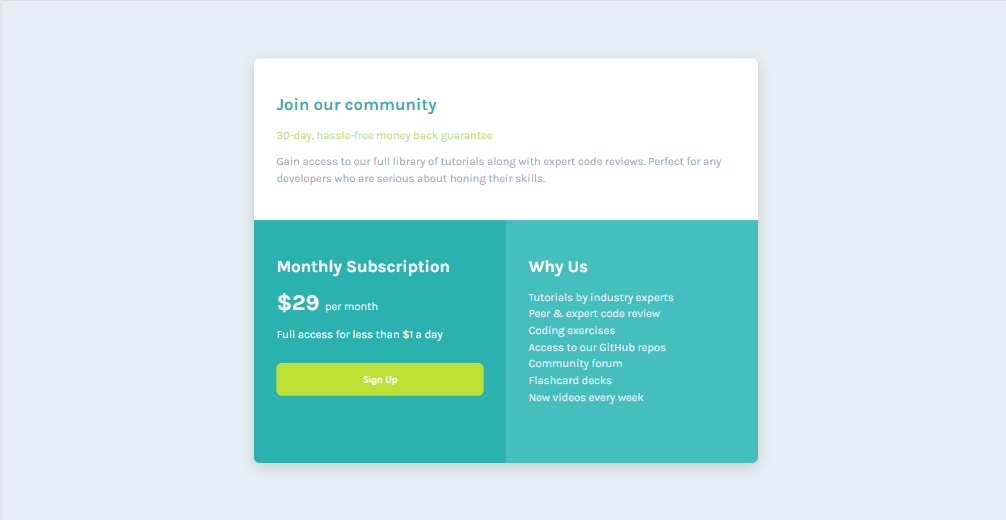 Join our community
30-day, hassle-free money back guarantee
Gain access to our full library of tutorials along with expert code reviews. Perfect for any
developers who are serious about honing their skills.
Monthly Subscription
$29 per month
Full access for less than $1 a day
Sign Up
Why Us
Tutorials by industry experts
Peer & expert code review
Coding exercises
Access to our GitHub repos
Community forum
Flashcard decks
New videos every week